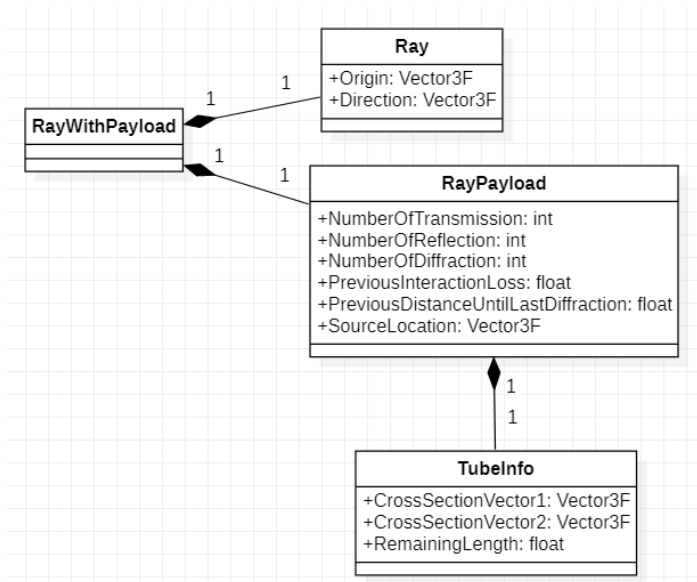 Ray
+Origin: Vector3F
+Direction: Vector3F
1
1
RayWithPayload
1
1
RayPayload
+NumberOfTransmission: int
+NumberOfReflection: int
+NumberOfDiffraction: int
+PreviousInteractionLoss: float
+PreviousDistanceUntilLastDiffraction: float
+SourceLocation: Vector3F
1
1
TubeInfo
+CrossSectionVector1: Vector3F
+CrossSectionVector2: Vector3F
+RemainingLength: float